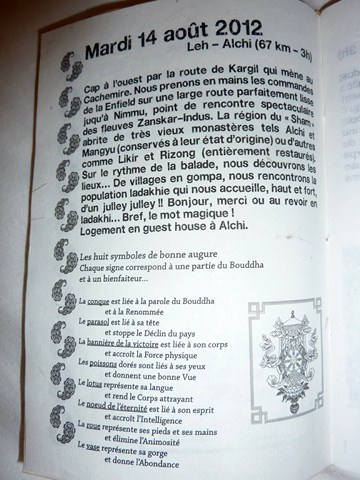 Mardi 14 août 2012
Leh – Alchi (67 km – 3h)
Cap à l'ouest par la route de Kargil qui mène au
Cachemire. Nous prenons en mains les commandes
de la Enfield sur une large route parfaitement lisse
juqu'à Nimmu, point de rencontre spectaculaire
des fleuves Zanskar-Indus. La région du « Sham »
abrite de très vieux monastères tels Alchi et
Mangyu (conservés à leur état d'origine) ou d'autres
comme Likir et Rizong (entièrement restaurés).
Sur le rythme de la balade, nous découvrons les
lieux... De villages en gompa, nous rencontrons la
population ladakhie qui nous accueille, haut et fort,
d'un julley julley !! Bonjour, merci ou au revoir en
ladakhi... Bref, le mot magique !
Logement en guest house à Alchi.
Les huit symboles de bonne augure
Chaque signe correspond à une partie du Bouddha
et à un bienfaiteur...
La conque est liée à la parole du Bouddha
et à la Renommée
Le parasol est lié à sa tête
et stoppe le Déclin du pays
La bannière de la victoire est liée à son corps
et accroît la Force physique
Les poissons dorés sont liés à ses yeux
et donnent une bonne Vue
Le lotus représente sa langue
et rend le Corps attrayant
Le noeud de l'éternité est lié à son esprit
et accroît l'Intelligence
La roue représente ses pieds et ses mains
et élimine l'Animosité
Le vase représente sa gorge
et donne l'Abondance